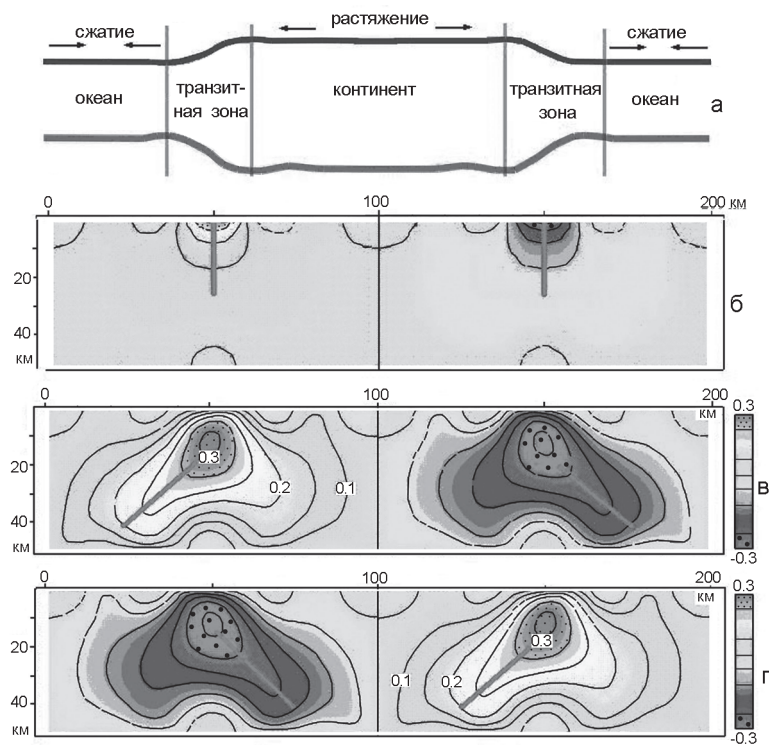 сжатие растяжение сжатие
океан транзит-
ная зона континент транзитная
зона океан а
0 100 200 км
20
40
км
б
0 100 200
км
20
40
км
0.3 0.2 0.1
0.3
-0.3
в
0 100 200
км
20
40
км
0.1 0.2 0.3
0.3
-0.3
г